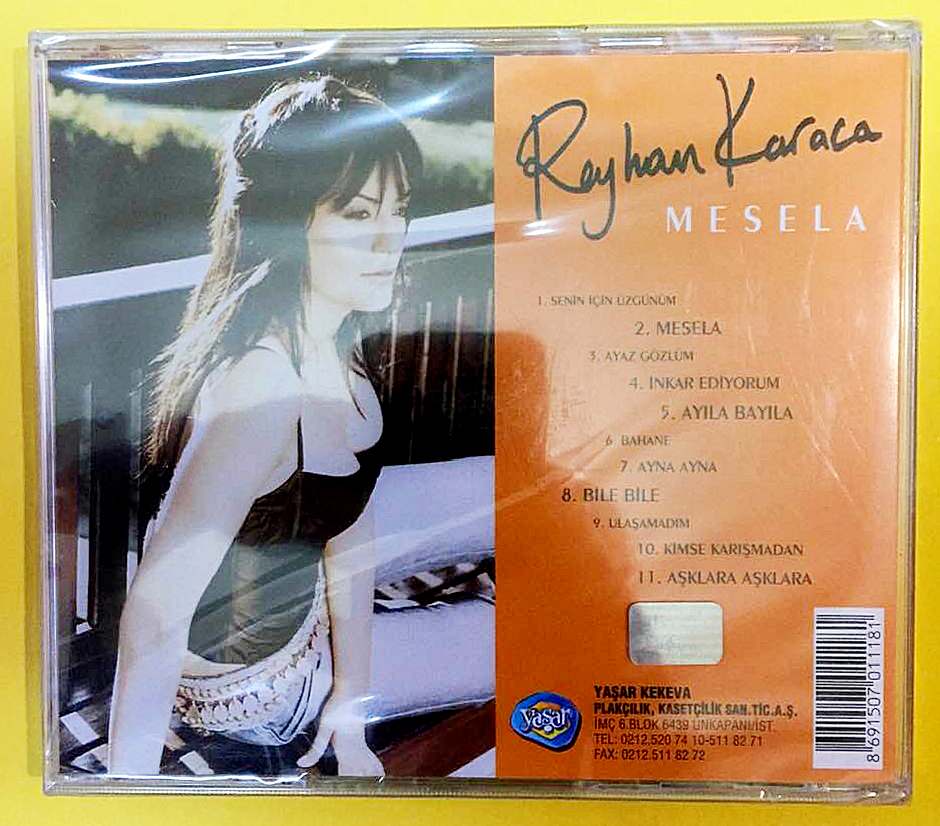 Reyhan Karaca
MESELA
1. SENİN İÇİN ÜZGÜNÜM
2. MESELA
3. AYAZ GÖZLÜM
4. İNKAR EDİYORUM
5. AYILA BAYILA
6 BAHANE
7. AYNA AYNA
8. BİLE BİLE
9. ULAŞAMADIM
10. KİMSE KARIŞMADAN
11. AŞKLARA AŞKLARA
yaşar
YAŞAR KEKEVA
PLAKÇILIK, KASETÇİLİK SAN.TİC.A.Ş.
İMÇ 6.BLOK 6439 UNKAPANI/İST.
TEL: 0212.520 74 10-511 82 71
FAX: 0212.511 82 72
8 691507 011181